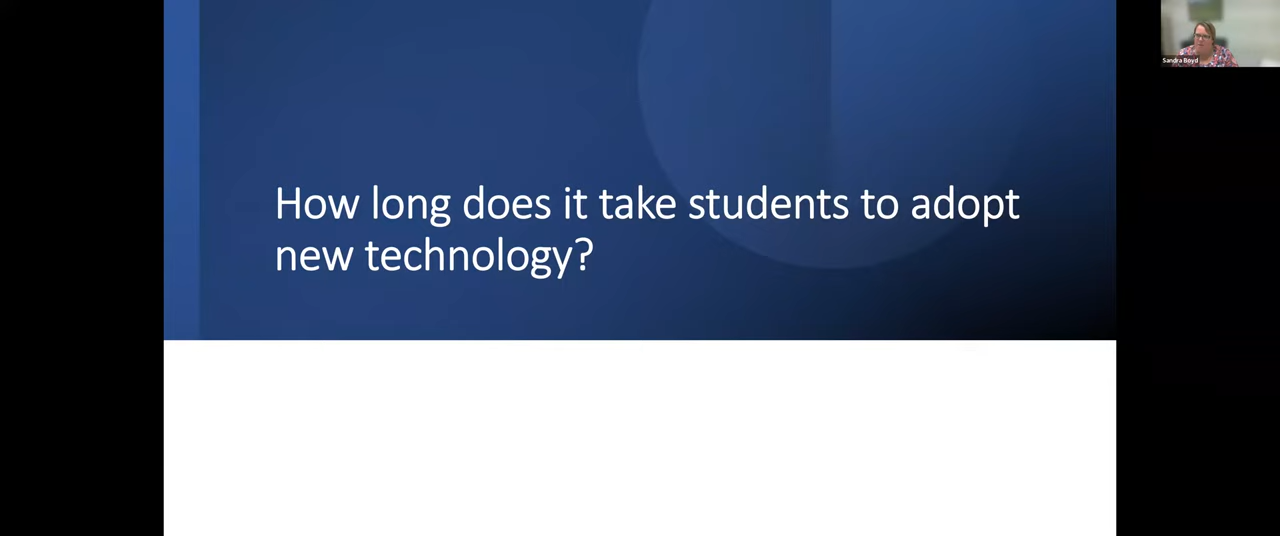 How long does it take students to adopt
new technology?
Sandra Boyd